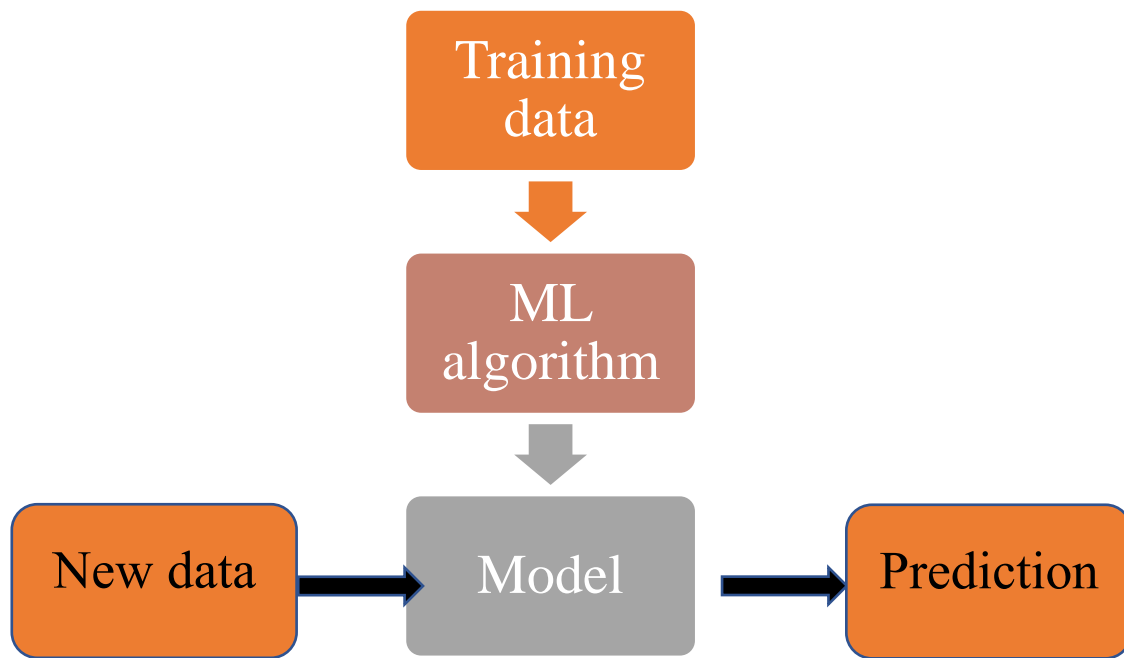 Training
data
ML
algorithm
New data
Model
Prediction